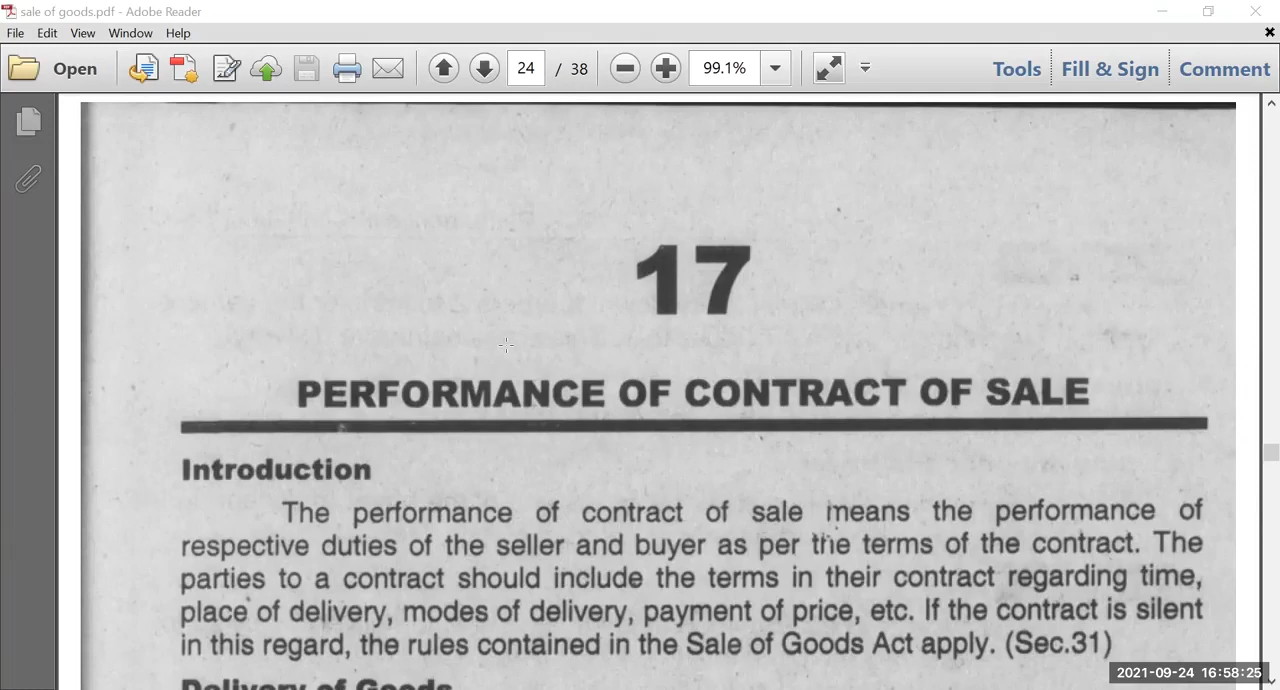 sale of goods.pdf - Adobe Reader
File Edit View Window Help
Open 24 / 38 99.1% Tools Fill & Sign Comment
17
PERFORMANCE OF CONTRACT OF SALE
Introduction
The performance of contract of sale means the performance of
respective duties of the seller and buyer as per the terms of the contract. The
parties to a contract should include the terms in their contract regarding time,
place of delivery, modes of delivery, payment of price, etc. If the contract is silent
in this regard, the rules contained in the Sale of Goods Act apply. (Sec.31)
Delivery of Goods
2021-09-24 16:58:25